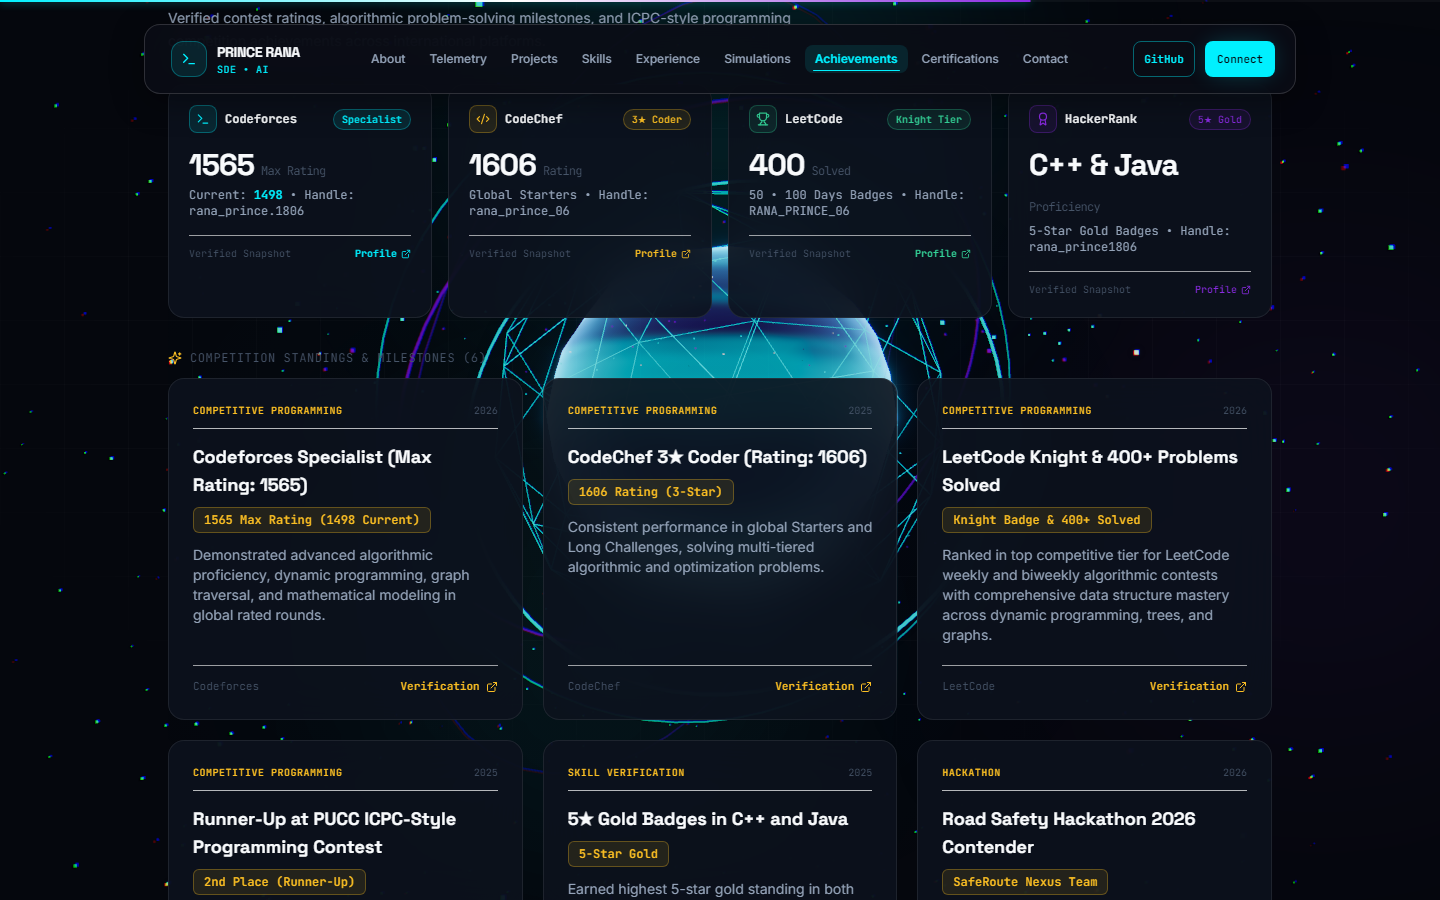 Verified contest ratings, algorithmic problem-solving milestones, and ICPC-style programming
PRINCE RANA
SDE • AI
About
Telemetry
Projects
Skills
Experience
Simulations
Achievements
Certifications
Contact
GitHub
Connect
Codeforces
Specialist
1565 Max Rating
Current: 1498 • Handle:
rana_prince.1806
Verified Snapshot
Profile
CodeChef
3★ Coder
1606 Rating
Global Starters • Handle:
rana_prince_06
Verified Snapshot
Profile
LeetCode
Knight Tier
400 Solved
50 • 100 Days Badges • Handle:
RANA_PRINCE_06
Verified Snapshot
Profile
HackerRank
5★ Gold
C++ & Java
Proficiency
5-Star Gold Badges • Handle:
rana_prince1806
Verified Snapshot
Profile
COMPETITION STANDINGS & MILESTONES (6)
COMPETITIVE PROGRAMMING
2026
Codeforces Specialist (Max
Rating: 1565)
1565 Max Rating (1498 Current)
Demonstrated advanced algorithmic
proficiency, dynamic programming, graph
traversal, and mathematical modeling in
global rated rounds.
Codeforces
Verification
COMPETITIVE PROGRAMMING
2025
CodeChef 3★ Coder (Rating: 1606)
1606 Rating (3-Star)
Consistent performance in global Starters and
Long Challenges, solving multi-tiered
algorithmic and optimization problems.
CodeChef
Verification
COMPETITIVE PROGRAMMING
2026
LeetCode Knight & 400+ Problems
Solved
Knight Badge & 400+ Solved
Ranked in top competitive tier for LeetCode
weekly and biweekly algorithmic contests
with comprehensive data structure mastery
across dynamic programming, trees, and
graphs.
LeetCode
Verification
COMPETITIVE PROGRAMMING
2025
Runner-Up at PUCC ICPC-Style
Programming Contest
2nd Place (Runner-Up)
SKILL VERIFICATION
2025
5★ Gold Badges in C++ and Java
5-Star Gold
Earned highest 5-star gold standing in both
HACKATHON
2026
Road Safety Hackathon 2026
Contender
SafeRoute Nexus Team